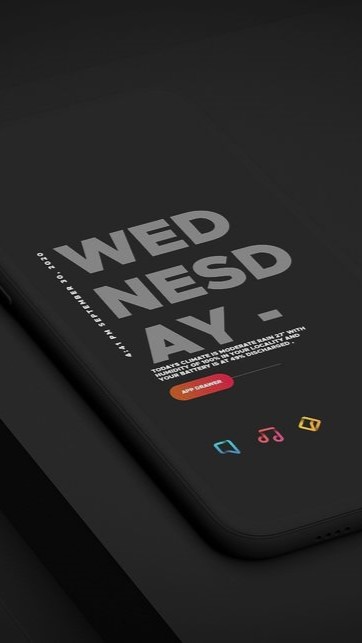 WED
NESD
AY -
4:41 PM SEPTEMBER 30, 2020
TODAYS CLIMATE IS MODERATE RAIN 27° WITH
HUMIDITY OF 100% IN YOUR LOCALITY AND
YOUR BATTERY IS AT 49% DISCHARGED .
APP DRAWER